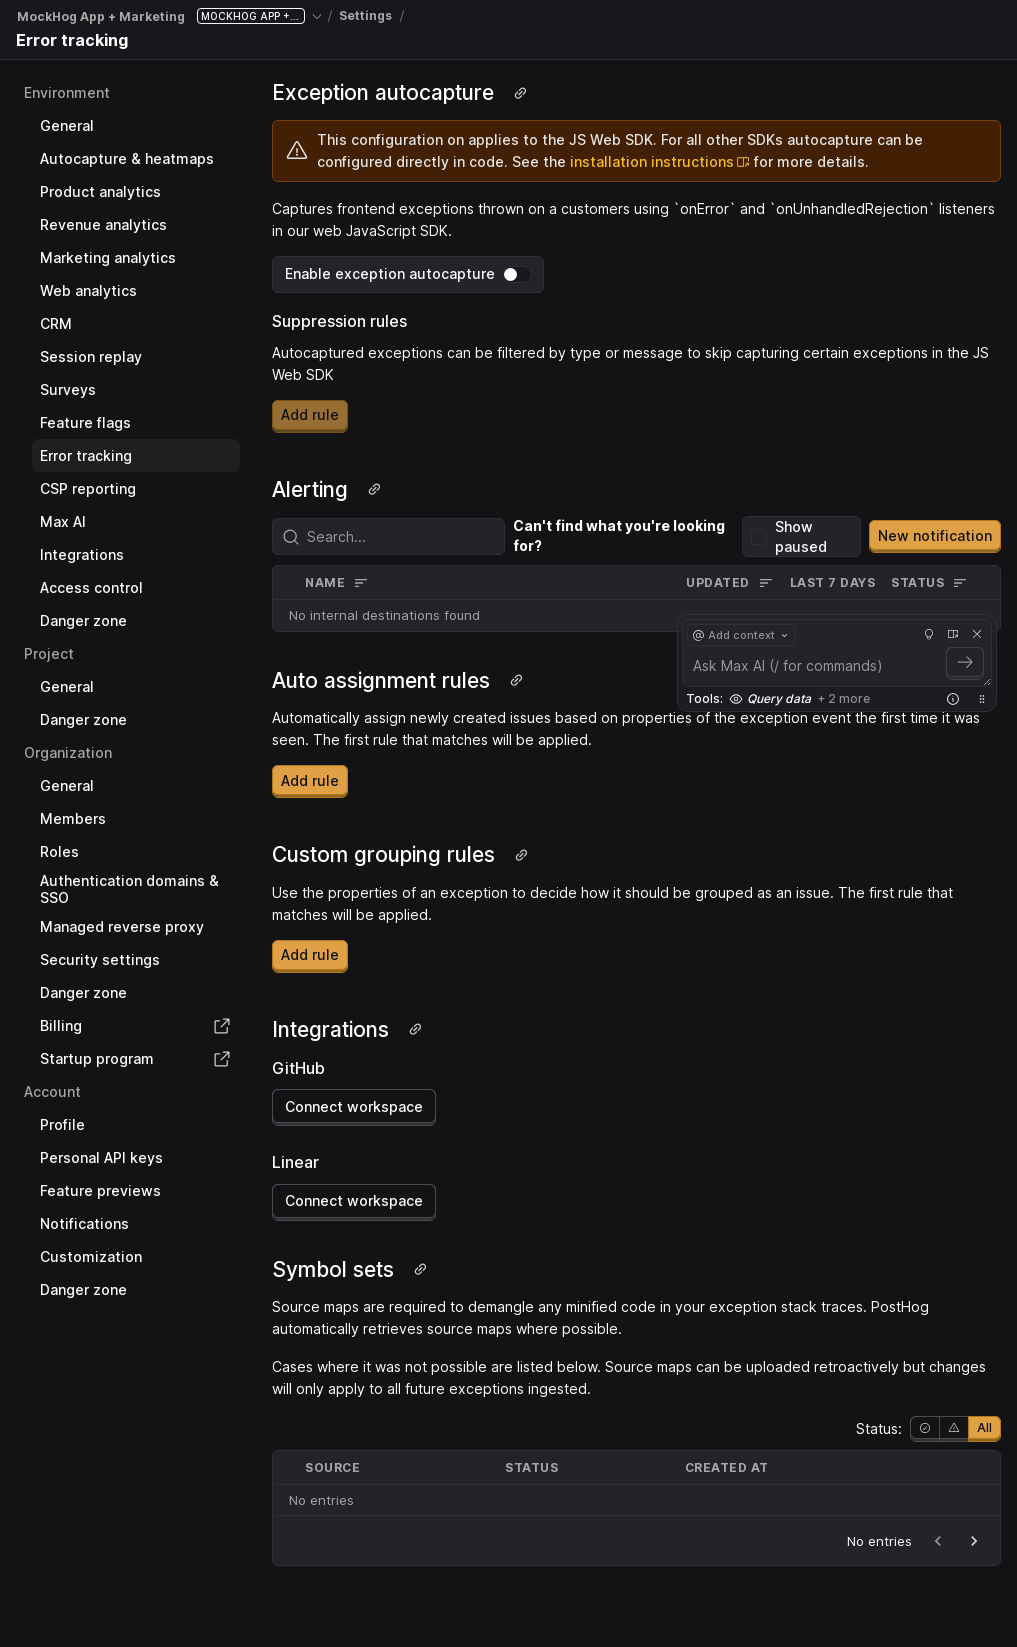 MockHog App + Marketing MOCKHOG APP +... / Settings /
Error tracking
Environment
General
Autocapture & heatmaps
Product analytics
Revenue analytics
Marketing analytics
Web analytics
CRM
Session replay
Surveys
Feature flags
Error tracking
CSP reporting
Max AI
Integrations
Access control
Danger zone
Project
General
Danger zone
Organization
General
Members
Roles
Authentication domains &
SSO
Managed reverse proxy
Security settings
Danger zone
Billing
Startup program
Account
Profile
Personal API keys
Feature previews
Notifications
Customization
Danger zone
Exception autocapture
This configuration on applies to the JS Web SDK. For all other SDKs autocapture can be
configured directly in code. See the installation instructions for more details.
Captures frontend exceptions thrown on a customers using `onError` and `onUnhandledRejection` listeners
in our web JavaScript SDK.
Enable exception autocapture
Suppression rules
Autocaptured exceptions can be filtered by type or message to skip capturing certain exceptions in the JS
Web SDK
Add rule
Alerting
Search...
Can't find what you're looking
for?
Show
paused
New notification
NAME UPDATED LAST 7 DAYS STATUS
No internal destinations found
@ Add context
Ask Max AI (/ for commands)
Tools: Query data + 2 more
Auto assignment rules
Automatically assign newly created issues based on properties of the exception event the first time it was
seen. The first rule that matches will be applied.
Add rule
Custom grouping rules
Use the properties of an exception to decide how it should be grouped as an issue. The first rule that
matches will be applied.
Add rule
Integrations
GitHub
Connect workspace
Linear
Connect workspace
Symbol sets
Source maps are required to demangle any minified code in your exception stack traces. PostHog
automatically retrieves source maps where possible.
Cases where it was not possible are listed below. Source maps can be uploaded retroactively but changes
will only apply to all future exceptions ingested.
Status: All
SOURCE STATUS CREATED AT
No entries
No entries